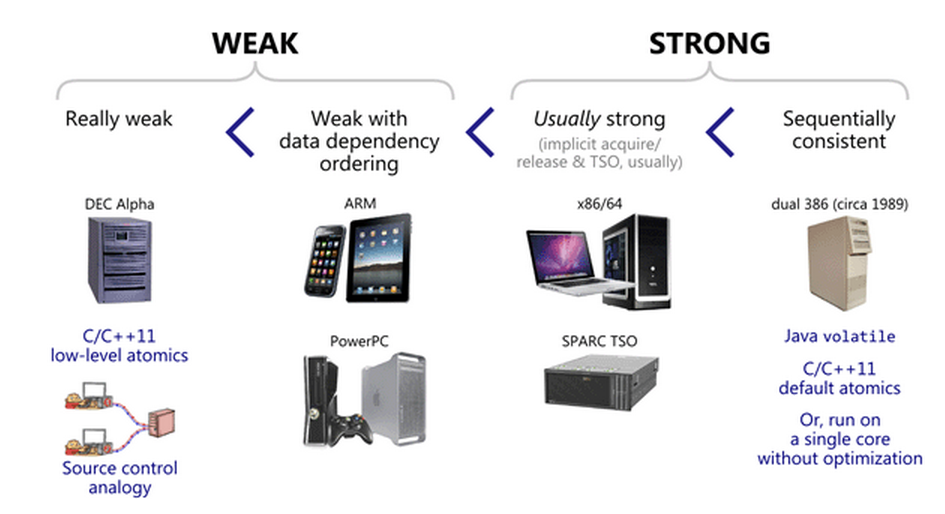 WEAK
STRONG
Really weak
Weak with
data dependency
ordering
Usually strong
(implicit acquire/
release & TSO, usually)
Sequentially
consistent
DEC Alpha
ARM
x86/64
dual 386 (circa 1989)
C/C++11
low-level atomics
PowerPC
SPARC TSO
Java volatile
C/C++11
default atomics
Or, run on
a single core
without optimization
Source control
analogy